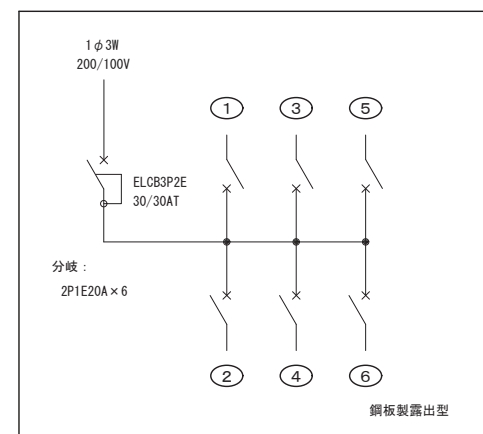 1φ3W
200/100V
① ③ ⑤
ELCB3P2E
30/30AT
分岐：
2P1E20A×6
② ④ ⑥
鋼板製露出型